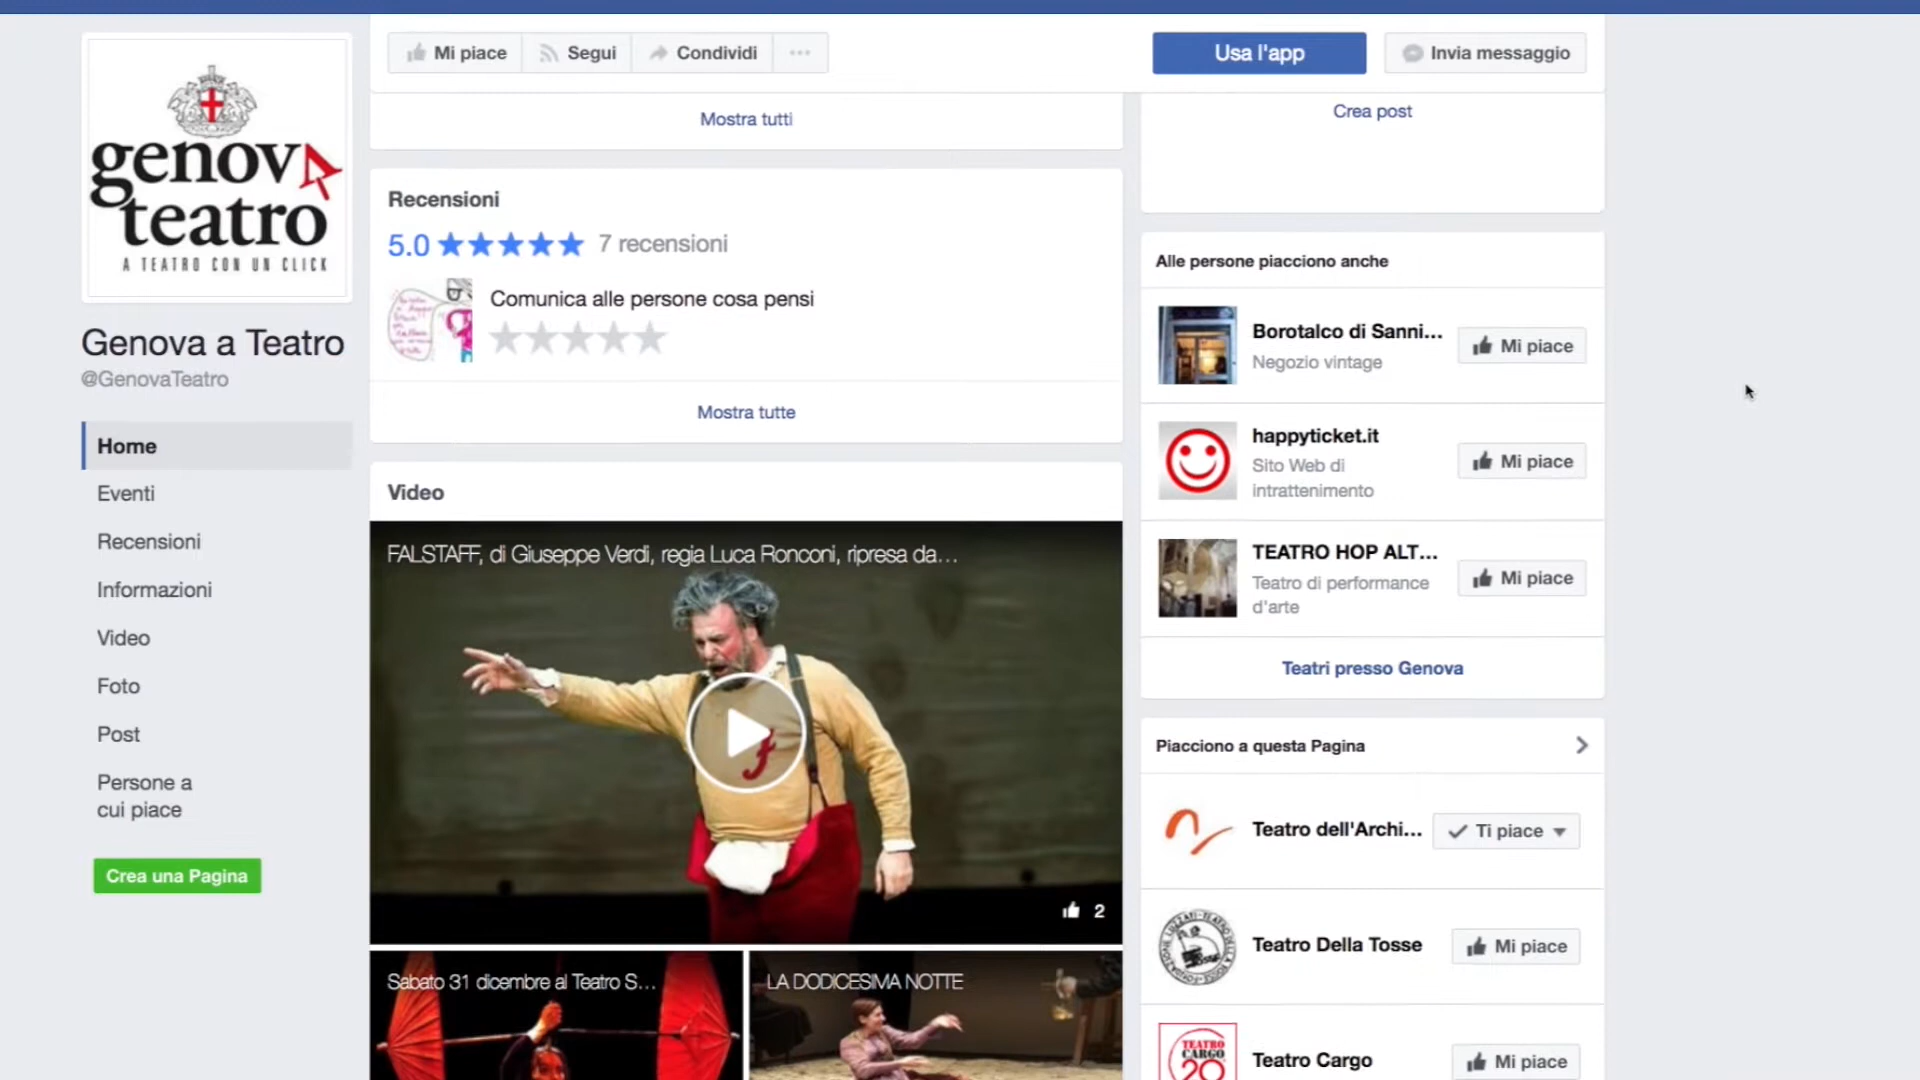 genova
teatro
A TEATRO CON UN CLICK
Genova a Teatro
@GenovaTeatro
Home
Eventi
Recensioni
Informazioni
Video
Foto
Post
Persone a
cui piace
Crea una Pagina
Mi piace
Segui
Condividi
Usa l'app
Invia messaggio
Mostra tutti
Recensioni
5.0 7 recensioni
Comunica alle persone cosa pensi
Mostra tutte
Video
FALSTAFF, di Giuseppe Verdi, regia Luca Ronconi, ripresa da...
2
Sabato 31 dicembre al Teatro S...
LA DODICESIMA NOTTE
Crea post
Alle persone piacciono anche
Borotalco di Sanni...
Negozio vintage
Mi piace
happyticket.it
Sito Web di
intrattenimento
Mi piace
TEATRO HOP ALT...
Teatro di performance
d'arte
Mi piace
Teatri presso Genova
Piacciono a questa Pagina
Teatro dell'Archi...
Ti piace
Teatro Della Tosse
Mi piace
TEATRO
CARGO
20
Teatro Cargo
Mi piace